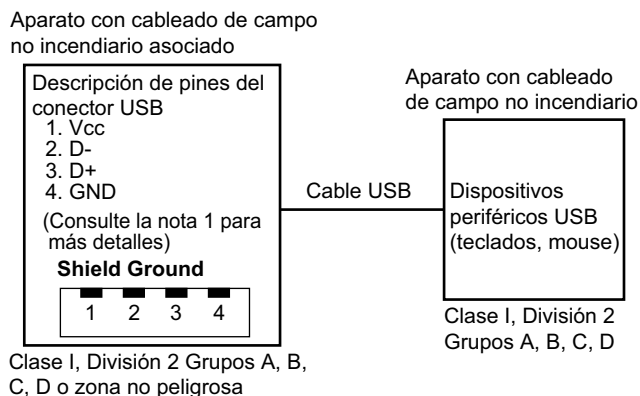 Aparato con cableado de campo
no incendiario asociado
Descripción de pines del
conector USB
1. Vcc
2. D-
3. D+
4. GND
(Consulte la nota 1 para
más detalles)
Shield Ground
1 2 3 4
Clase I, División 2 Grupos A, B,
C, D o zona no peligrosa
Cable USB
Aparato con cableado
de campo no incendiario
Dispositivos
periféricos USB
(teclados, mouse)
Clase I, División 2
Grupos A, B, C, D